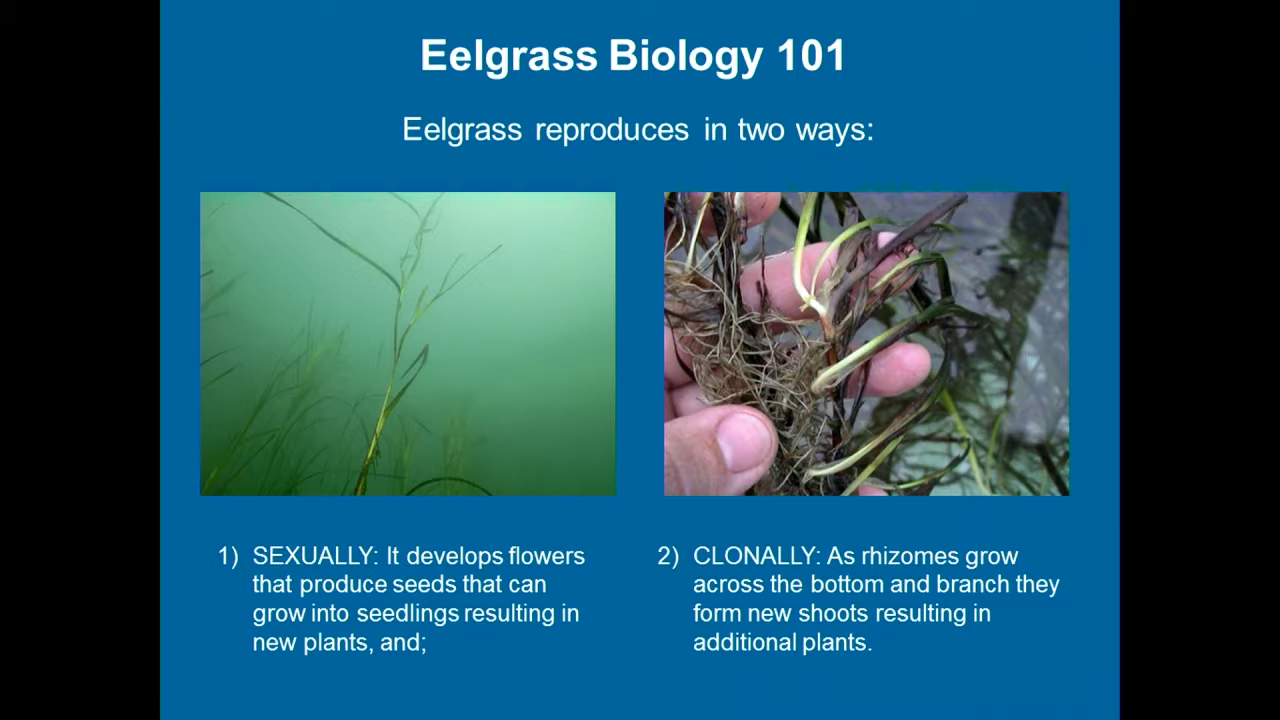 Eelgrass Biology 101
Eelgrass reproduces in two ways:
1) SEXUALLY: It develops flowers
that produce seeds that can
grow into seedlings resulting in
new plants, and;
2) CLONALLY: As rhizomes grow
across the bottom and branch they
form new shoots resulting in
additional plants.